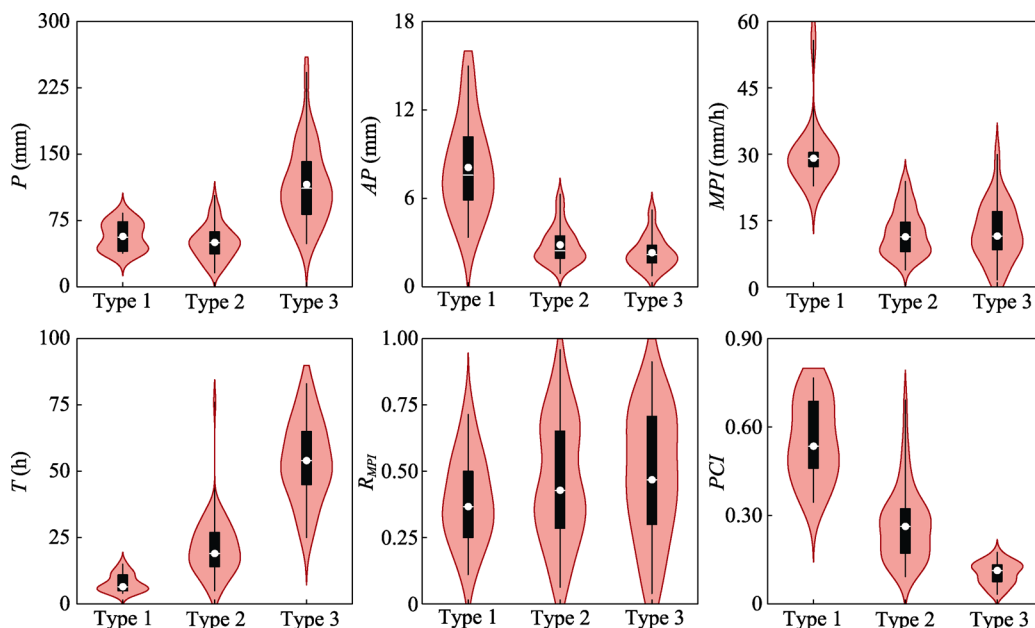 P (mm)
300
225
150
75
0
Type 1 Type 2 Type 3
AP (mm)
18
12
6
0
Type 1 Type 2 Type 3
MPI (mm/h)
60
45
30
15
0
Type 1 Type 2 Type 3
T (h)
100
75
50
25
0
Type 1 Type 2 Type 3
R_MPI
1.00
0.75
0.50
0.25
0
Type 1 Type 2 Type 3
PCI
0.90
0.60
0.30
0
Type 1 Type 2 Type 3